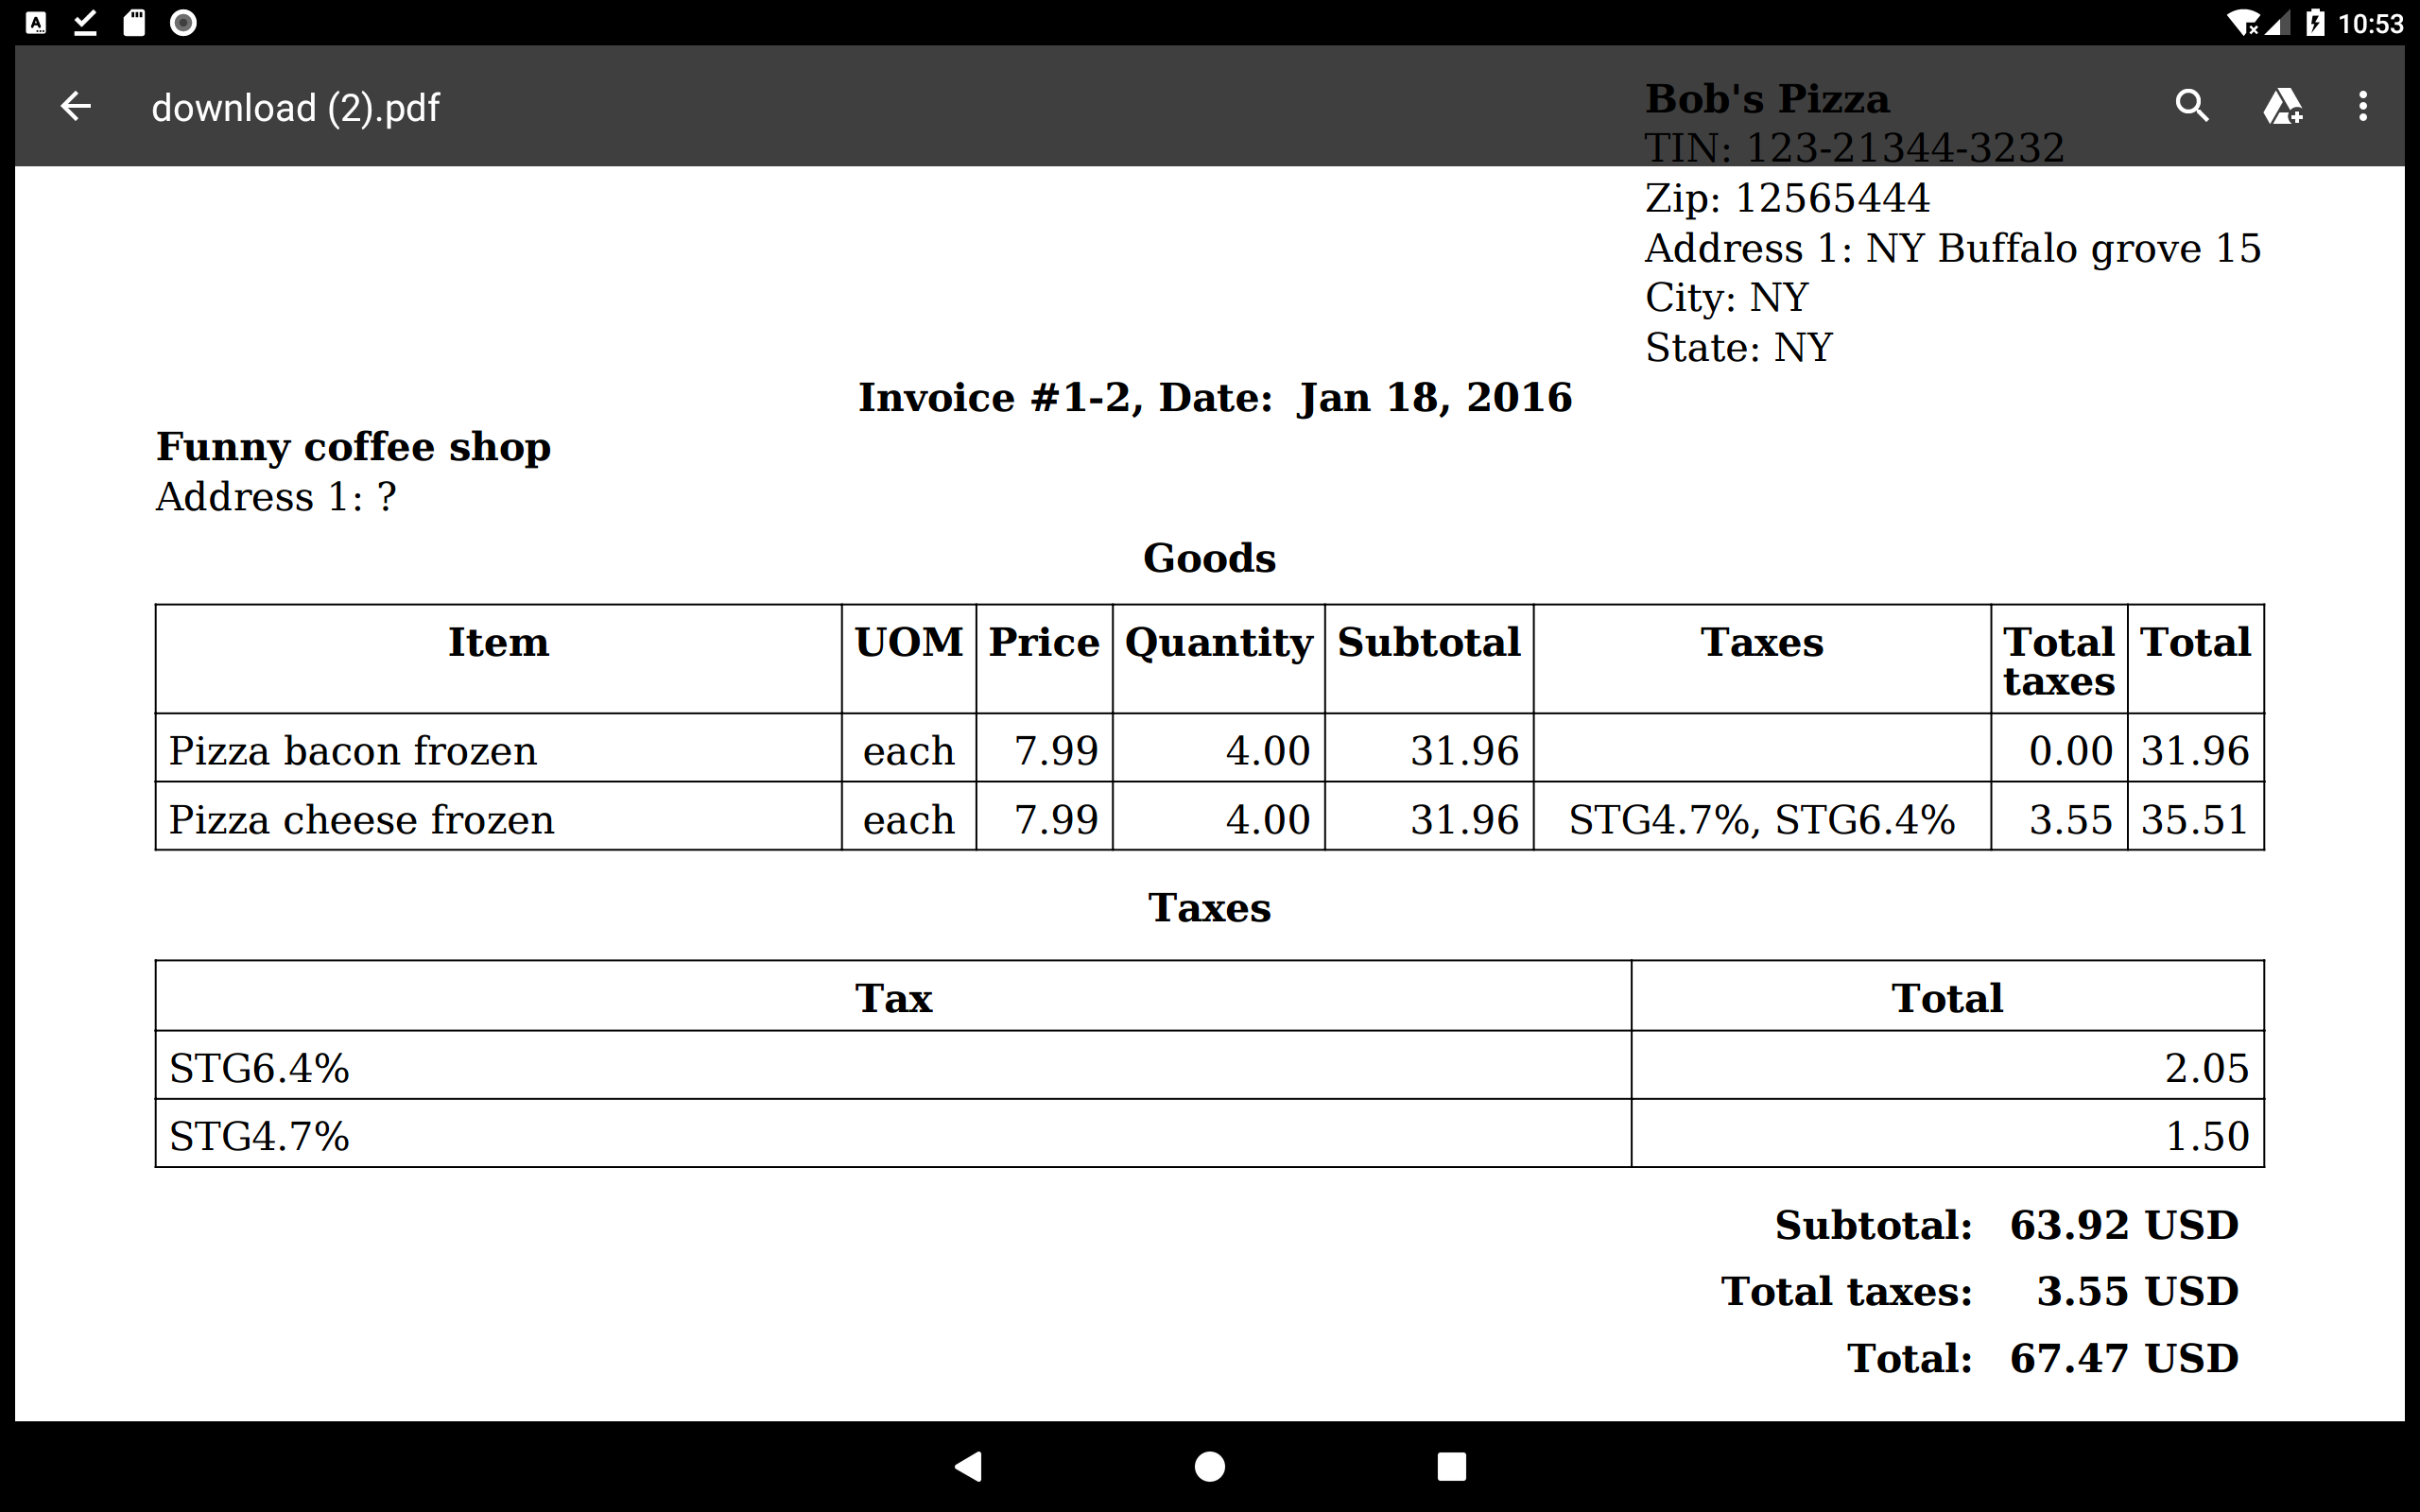 10:53
download (2).pdf
Bob's Pizza
TIN: 123-21344-3232
Zip: 12565444
Address 1: NY Buffalo grove 15
City: NY
State: NY
Invoice #1-2, Date:  Jan 18, 2016
Funny coffee shop
Address 1: ?
Goods
Item UOM Price Quantity Subtotal Taxes Total taxes Total
Pizza bacon frozen each 7.99 4.00 31.96 0.00 31.96
Pizza cheese frozen each 7.99 4.00 31.96 STG4.7%, STG6.4% 3.55 35.51
Taxes
Tax Total
STG6.4% 2.05
STG4.7% 1.50
Subtotal: 63.92 USD
Total taxes: 3.55 USD
Total: 67.47 USD